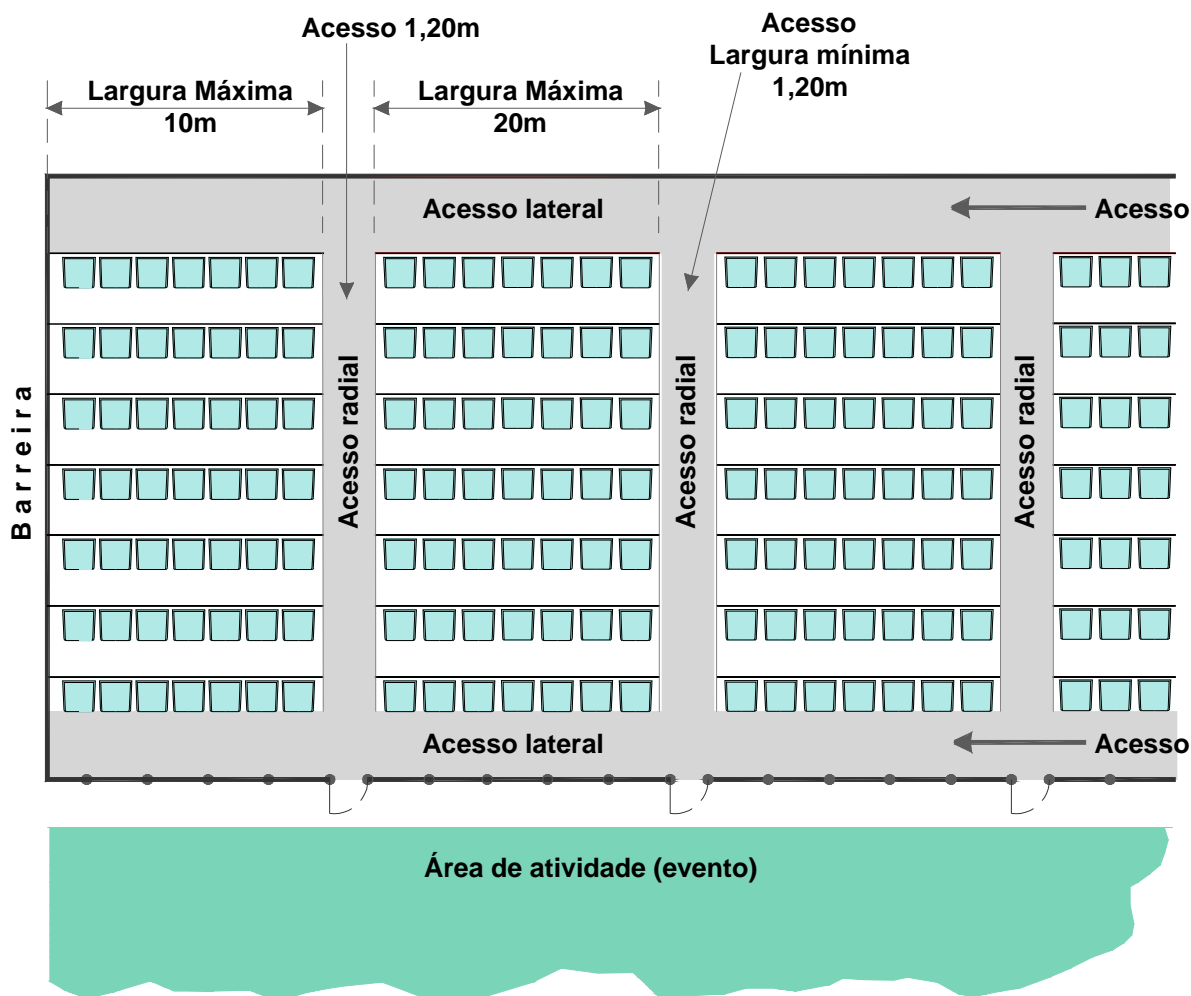 Acesso 1,20m
Acesso
Largura mínima
1,20m
Largura Máxima
10m
Largura Máxima
20m
Acesso lateral
Acesso
Barreira
Acesso radial
Acesso radial
Acesso radial
Acesso lateral
Acesso
Área de atividade (evento)